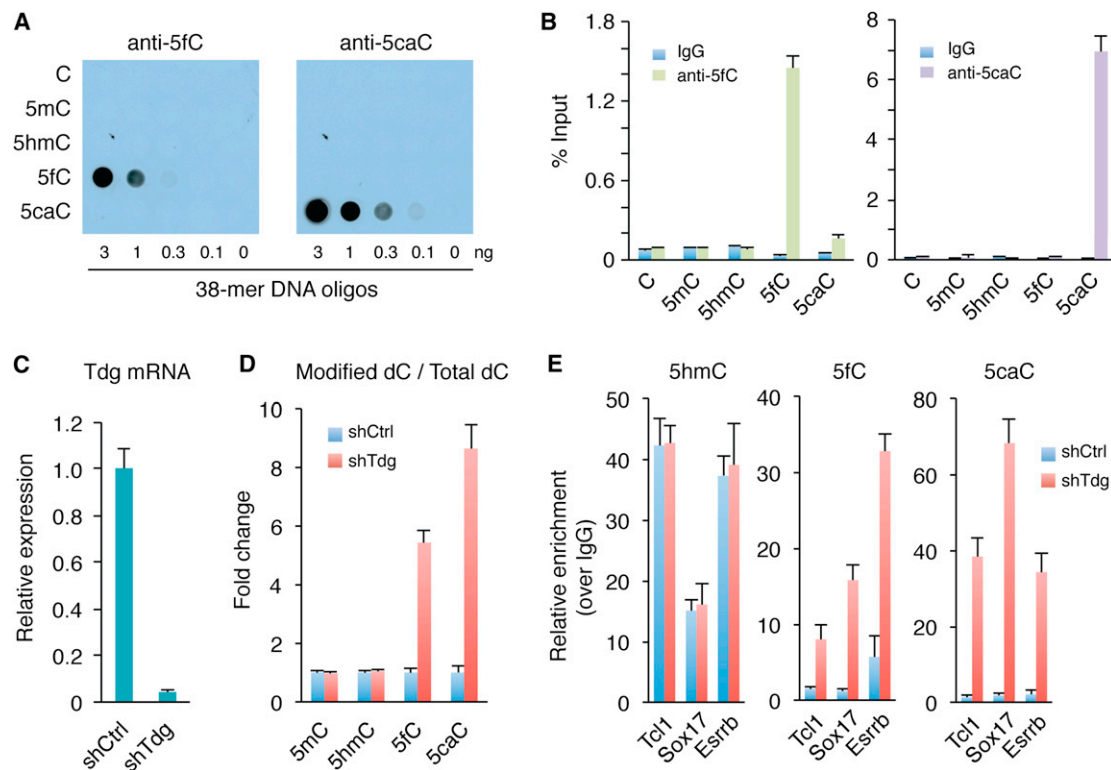 A
anti-5fC
anti-5caC
C
5mC
5hmC
5fC
5caC
3 1 0.3 0.1 0
3 1 0.3 0.1 0 ng
38-mer DNA oligos
B
% Input
1.8
1.2
0.6
0
IgG
anti-5fC
C 5mC 5hmC 5fC 5caC
8
6
4
2
0
IgG
anti-5caC
C 5mC 5hmC 5fC 5caC
C
Tdg mRNA
Relative expression
1.2
1.0
0.8
0.6
0.4
0.2
0
shCtrl shTdg
D
Modified dC / Total dC
Fold change
10
8
6
4
2
0
shCtrl
shTdg
5mC 5hmC 5fC 5caC
E
Relative enrichment
(over IgG)
5hmC
50
40
30
20
10
0
Tcl1 Sox17 Esrrb
5fC
40
30
20
10
0
Tcl1 Sox17 Esrrb
5caC
80
60
40
20
0
shCtrl
shTdg
Tcl1 Sox17 Esrrb